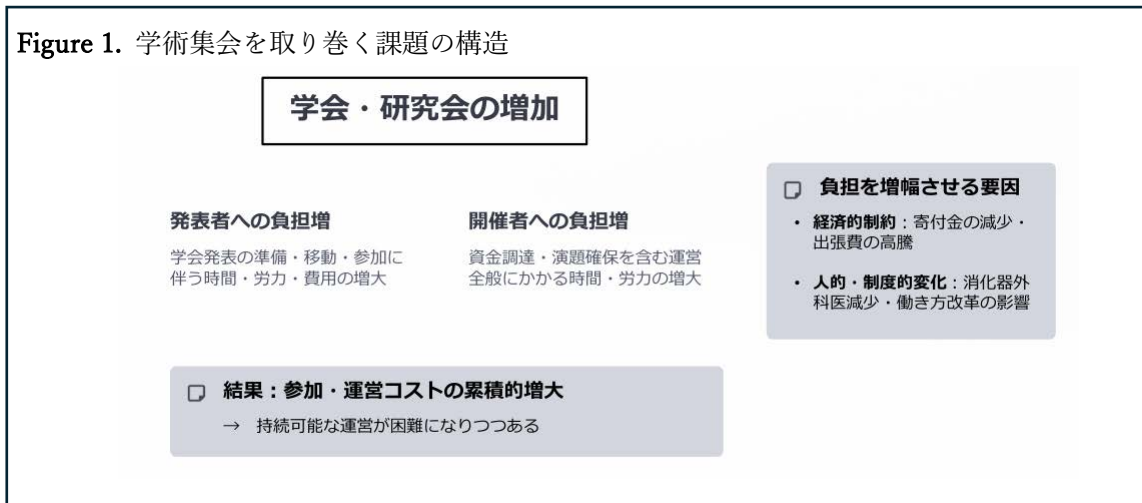 Figure 1. 学術集会を取り巻く課題の構造
学会・研究会の増加
発表者への負担増
学会発表の準備・移動・参加に
伴う時間・労力・費用の増大
開催者への負担増
資金調達・演題確保を含む運営
全般にかかる時間・労力の増大
負担を増幅させる要因
• 経済的制約：寄付金の減少・
出張費の高騰
• 人的・制度的変化：消化器外
科医減少・働き方改革の影響
結果：参加・運営コストの累積的増大
→ 持続可能な運営が困難になりつつある